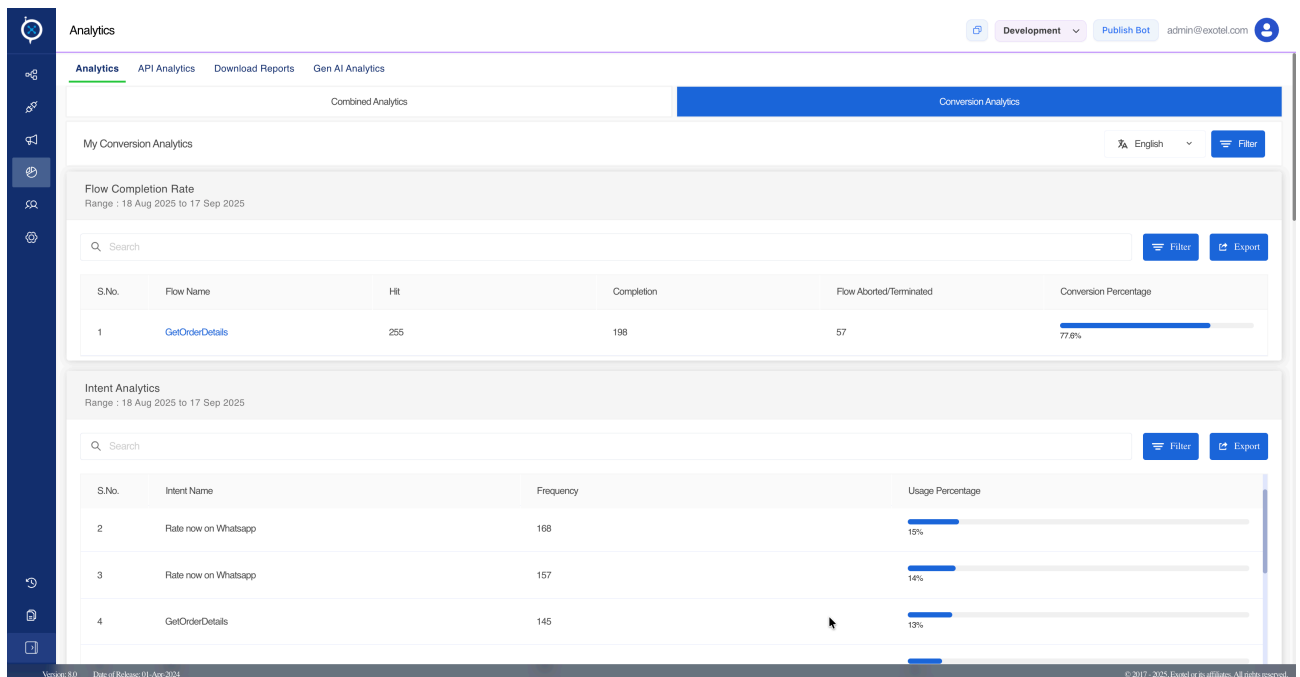 Analytics
Development
Publish Bot
admin@exotel.com
Analytics API Analytics Download Reports Gen AI Analytics
Combined Analytics Conversion Analytics
My Conversion Analytics English Filter
Flow Completion Rate
Range : 18 Aug 2025 to 17 Sep 2025
Search Filter Export
S.No. Flow Name Hit Completion Flow Aborted/Terminated Conversion Percentage
1 GetOrderDetails 255 198 57
77.6%
Intent Analytics
Range : 18 Aug 2025 to 17 Sep 2025
Search Filter Export
S.No. Intent Name Frequency Usage Percentage
2 Rate now on Whatsapp 168
15%
3 Rate now on Whatsapp 157
14%
4 GetOrderDetails 145
13%
Version: 8.0 Date of Release: 01-Apr-2024 © 2017 - 2025, Exotel or its affiliates. All rights reserved.